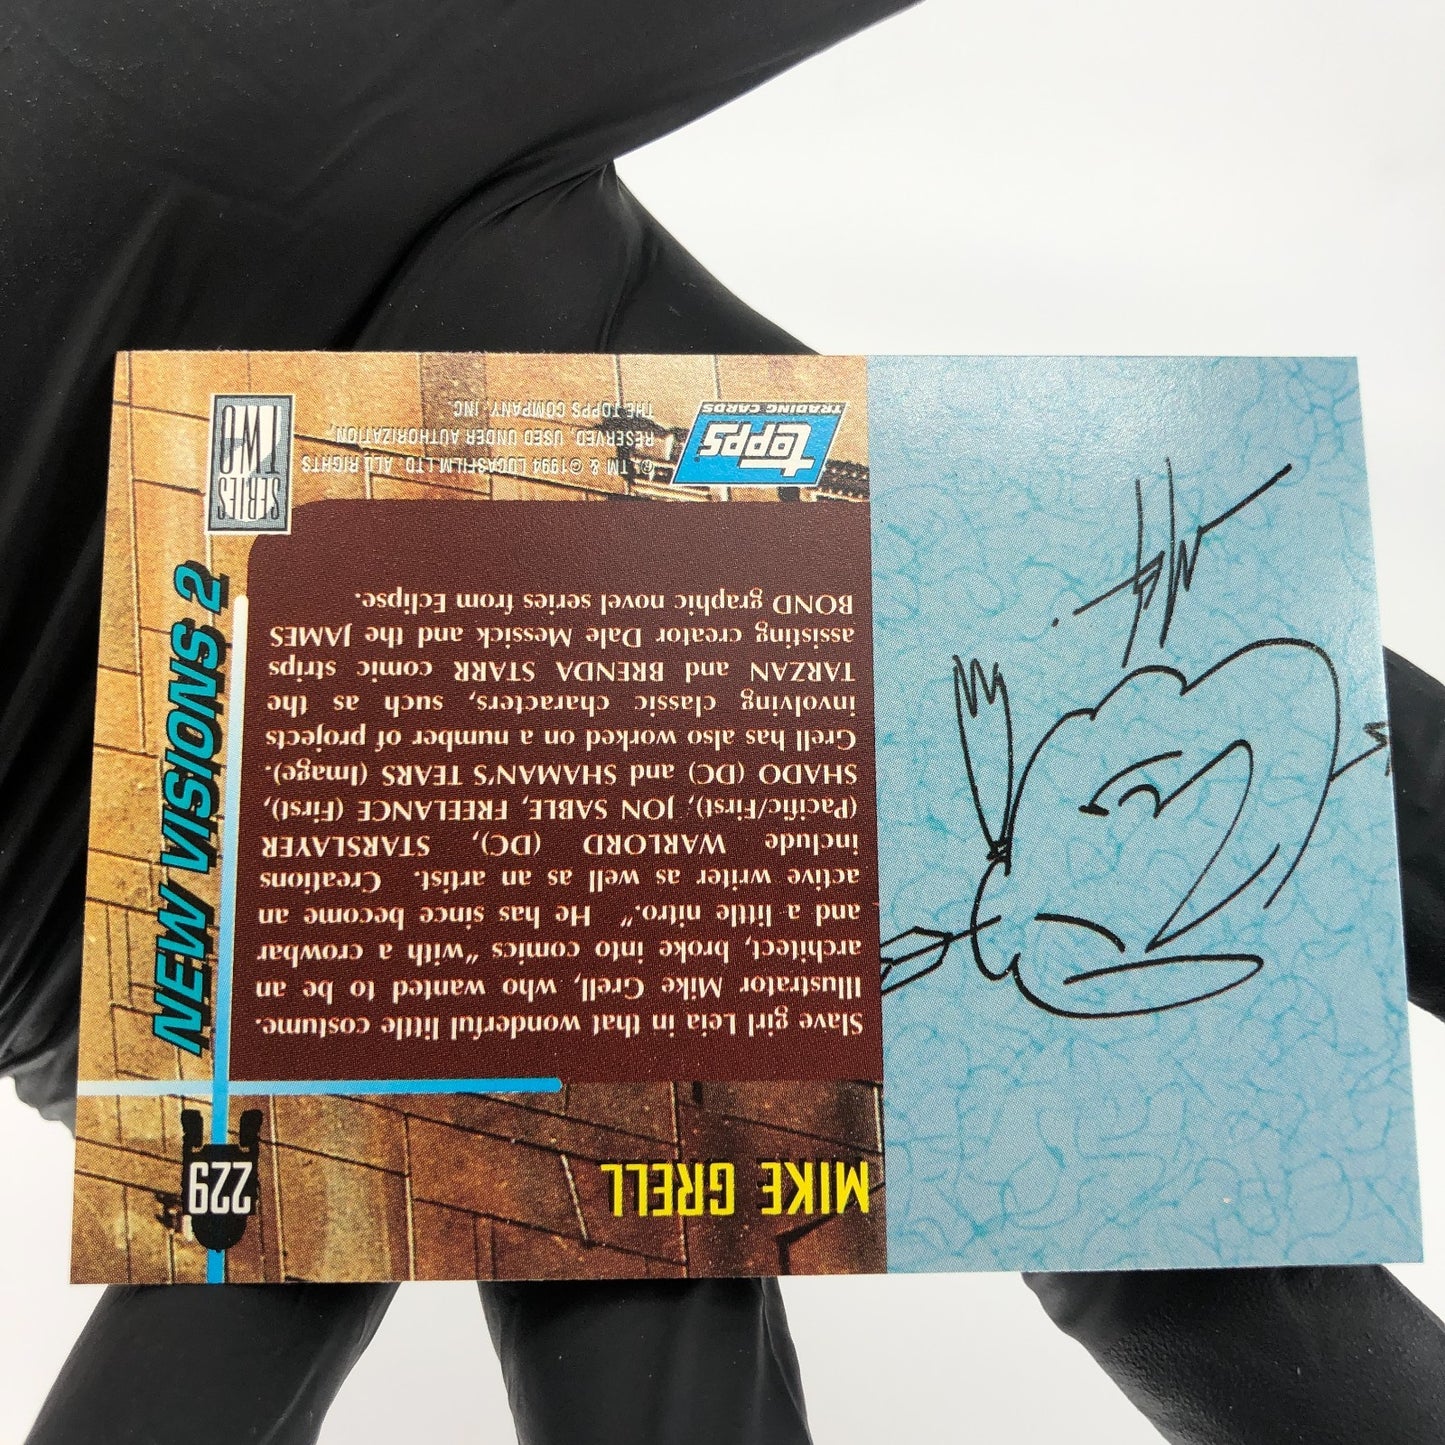 MIKE GRELL
229
NEW VISIONS 2
Slave girl Leia in that wonderful little costume.
Illustrator Mike Grell, who wanted to be an
architect, broke into comics "with a crowbar
and a little nitro." He has since become an
active writer as well as an artist. Creations
include WARLORD (DC), STARSLAYER
(Pacific/First), JON SABLE, FREELANCE (First),
SHADO (DC) and SHAMAN'S TEARS (Image).
Grell has also worked on a number of projects
involving classic characters, such as the
TARZAN and BRENDA STARR comic strips
assisting creator Dale Messick and the JAMES
BOND graphic novel series from Eclipse.
SERIES
TWO
®, TM & ©1994 LUCASFILM LTD. ALL RIGHTS
RESERVED, USED UNDER AUTHORIZATION,
THE TOPPS COMPANY, INC
topps
TRADING CARDS